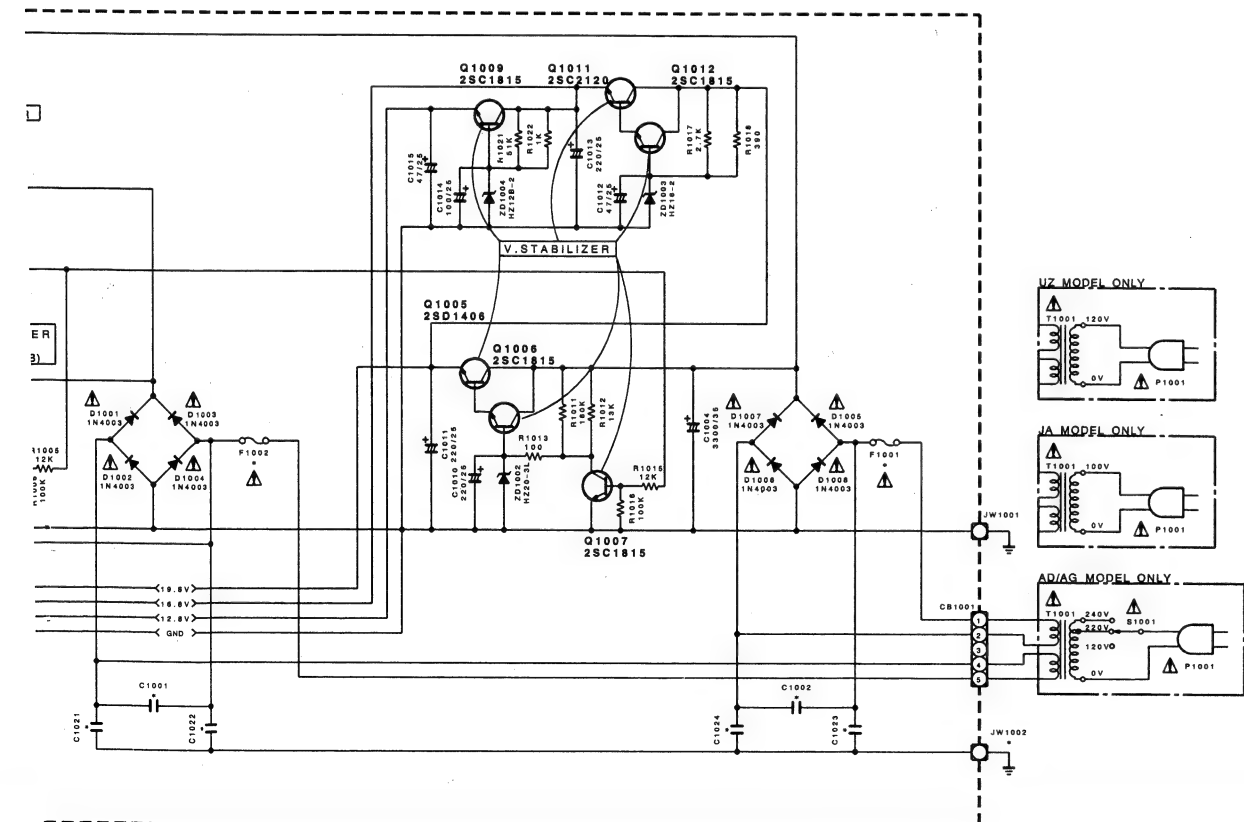 Q1009
2SC1815
Q1011
2SC2120
Q1012
2SC1815
R1021
51K
R1022
1K
C1013
220/25
R1017
2.7K
R1018
390
C1015
47/25
C1014
100/25
ZD1004
HZ12B-2
C1012
47/25
ZD1003
HZ18-2
V.STABILIZER
Q1005
2SD1406
Q1006
2SC1815
ER
B)
D1001
1N4003
D1003
1N4003
D1002
1N4003
D1004
1N4003
F1002
R1005
12K
100K
C1011
220/25
C1010
220/25
ZD1002
HZ20-3L
R1013
100
R1011
180K
R1012
13K
R1015
12K
R1016
100K
Q1007
2SC1815
C1004
3300/35
D1007
1N4003
D1005
1N4003
D1008
1N4003
F1001
UZ MODEL ONLY
T1001
120V
0V
P1001
JA MODEL ONLY
T1001
100V
0V
P1001
JW1001
AD/AG MODEL ONLY
T1001
240V
220V
120V
0V
S1001
P1001
CB1001
1
2
3
4
5
19.8V
16.8V
12.8V
GND
C1001
C1021
C1022
C1002
C1024
C1023
JW1002